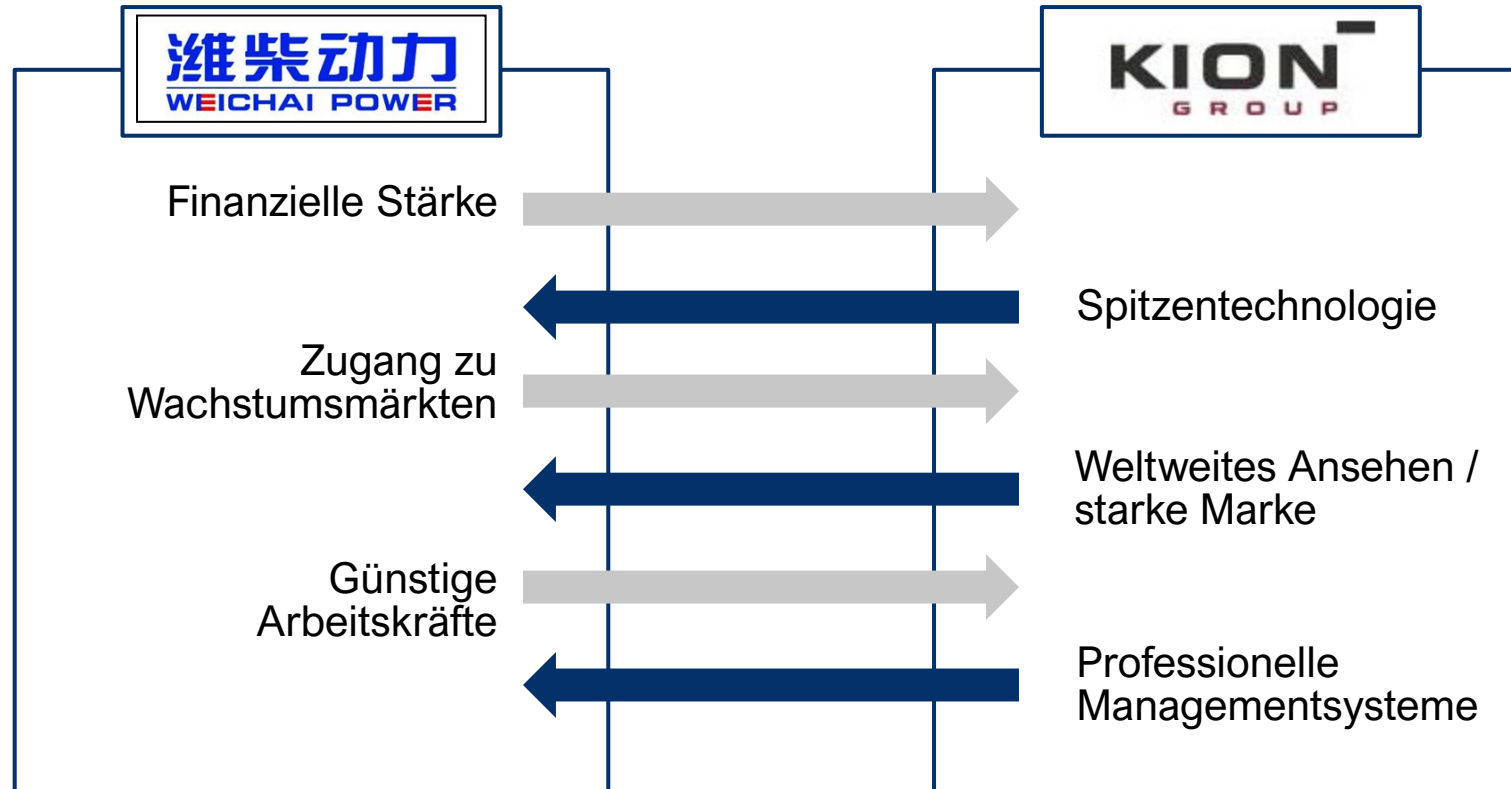 潍柴动力
WEICHAI POWER
KION
GROUP
Finanzielle Stärke
Spitzentechnologie
Zugang zu
Wachstumsmärkten
Weltweites Ansehen /
starke Marke
Günstige
Arbeitskräfte
Professionelle
Managementsysteme